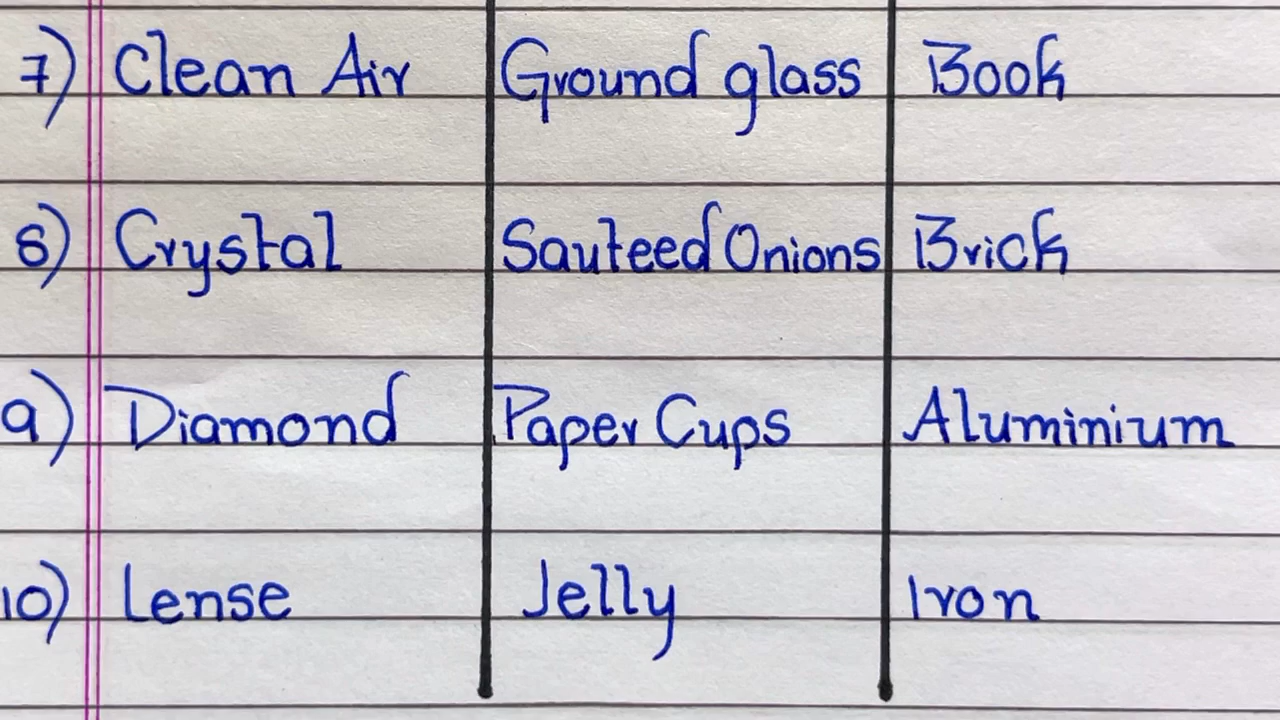 7) Clean Air Ground glass Book
8) Crystal Sauteed Onions Brick
9) Diamond Paper Cups Aluminium
10) Lense Jelly Iron